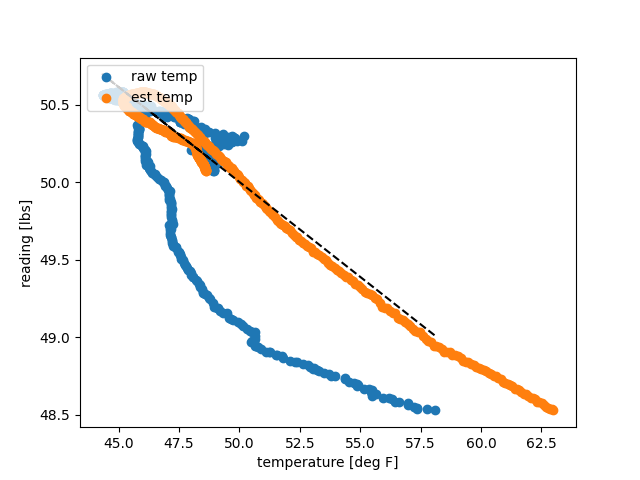 raw temp
est temp
50.5
50.0
49.5
49.0
48.5
reading [lbs]
45.0 47.5 50.0 52.5 55.0 57.5 60.0 62.5
temperature [deg F]